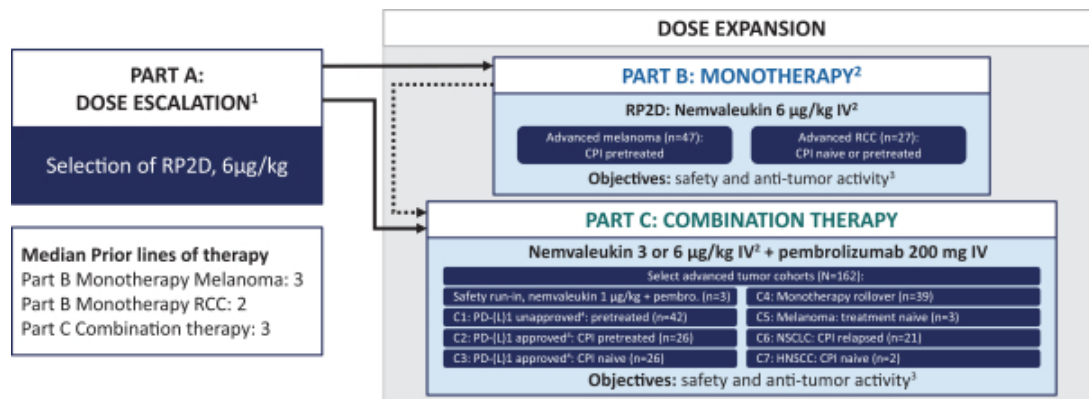 DOSE EXPANSION
PART A:
DOSE ESCALATION¹
Selection of RP2D, 6µg/kg
Median Prior lines of therapy
Part B Monotherapy Melanoma: 3
Part B Monotherapy RCC: 2
Part C Combination therapy: 3
PART B: MONOTHERAPY²
RP2D: Nemvaleukin 6 µg/kg IV²
Advanced melanoma (n=47):
CPI pretreated
Advanced RCC (n=27):
CPI naive or pretreated
Objectives: safety and anti-tumor activity³
PART C: COMBINATION THERAPY
Nemvaleukin 3 or 6 µg/kg IV² + pembrolizumab 200 mg IV
Select advanced tumor cohorts (N=162):
Safety run-in, nemvaleukin 1 µg/kg + pembro. (n=3)
C1: PD-(L)1 unapproved⁴: pretreated (n=42)
C2: PD-(L)1 approved⁴: CPI pretreated (n=26)
C3: PD-(L)1 approved⁴: CPI naive (n=26)
C4: Monotherapy rollover (n=39)
C5: Melanoma: treatment naive (n=3)
C6: NSCLC: CPI relapsed (n=21)
C7: HNSCC: CPI naive (n=2)
Objectives: safety and anti-tumor activity³